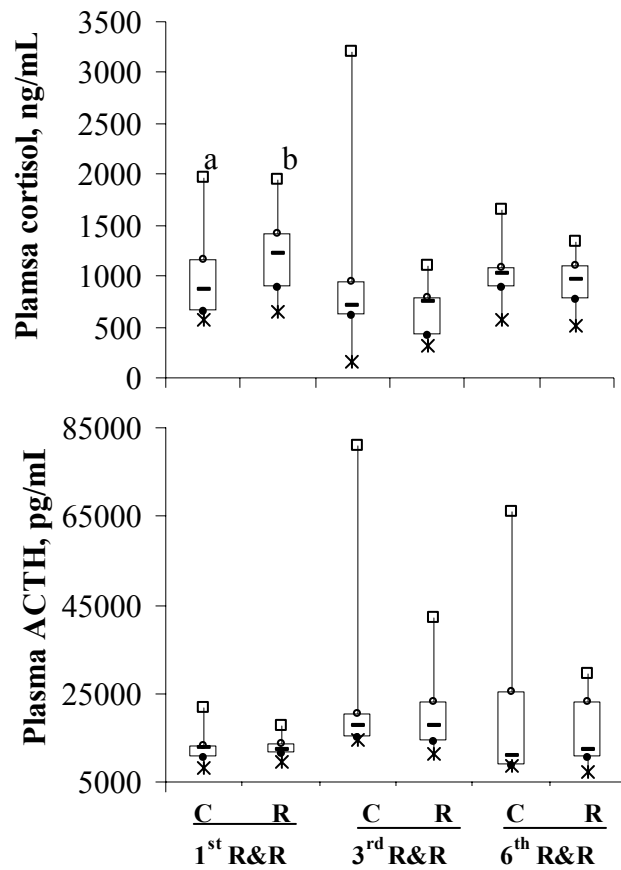 Plamsa cortisol, ng/mL
3500
3000
2500
2000
1500
1000
500
0
a b
Plasma ACTH, pg/ml
85000
65000
45000
25000
5000
C R C R C R
1st R&R 3rd R&R 6th R&R